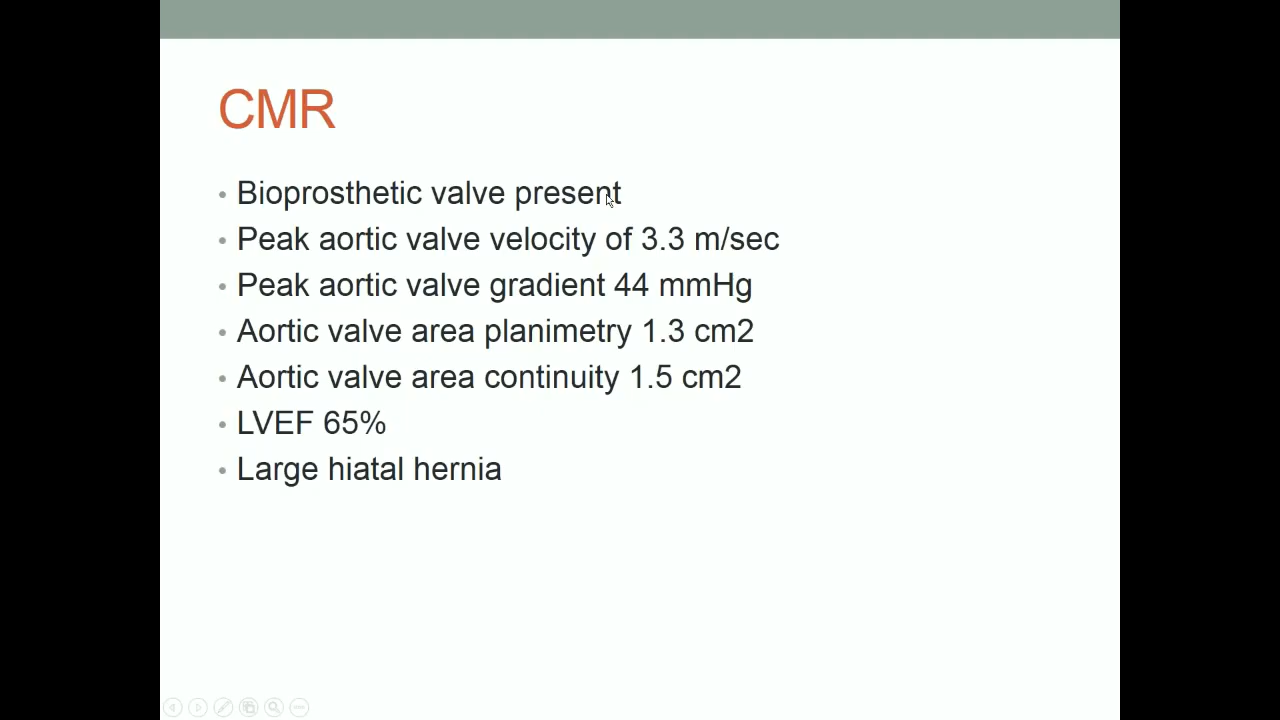 CMR
• Bioprosthetic valve present
• Peak aortic valve velocity of 3.3 m/sec
• Peak aortic valve gradient 44 mmHg
• Aortic valve area planimetry 1.3 cm2
• Aortic valve area continuity 1.5 cm2
• LVEF 65%
• Large hiatal hernia